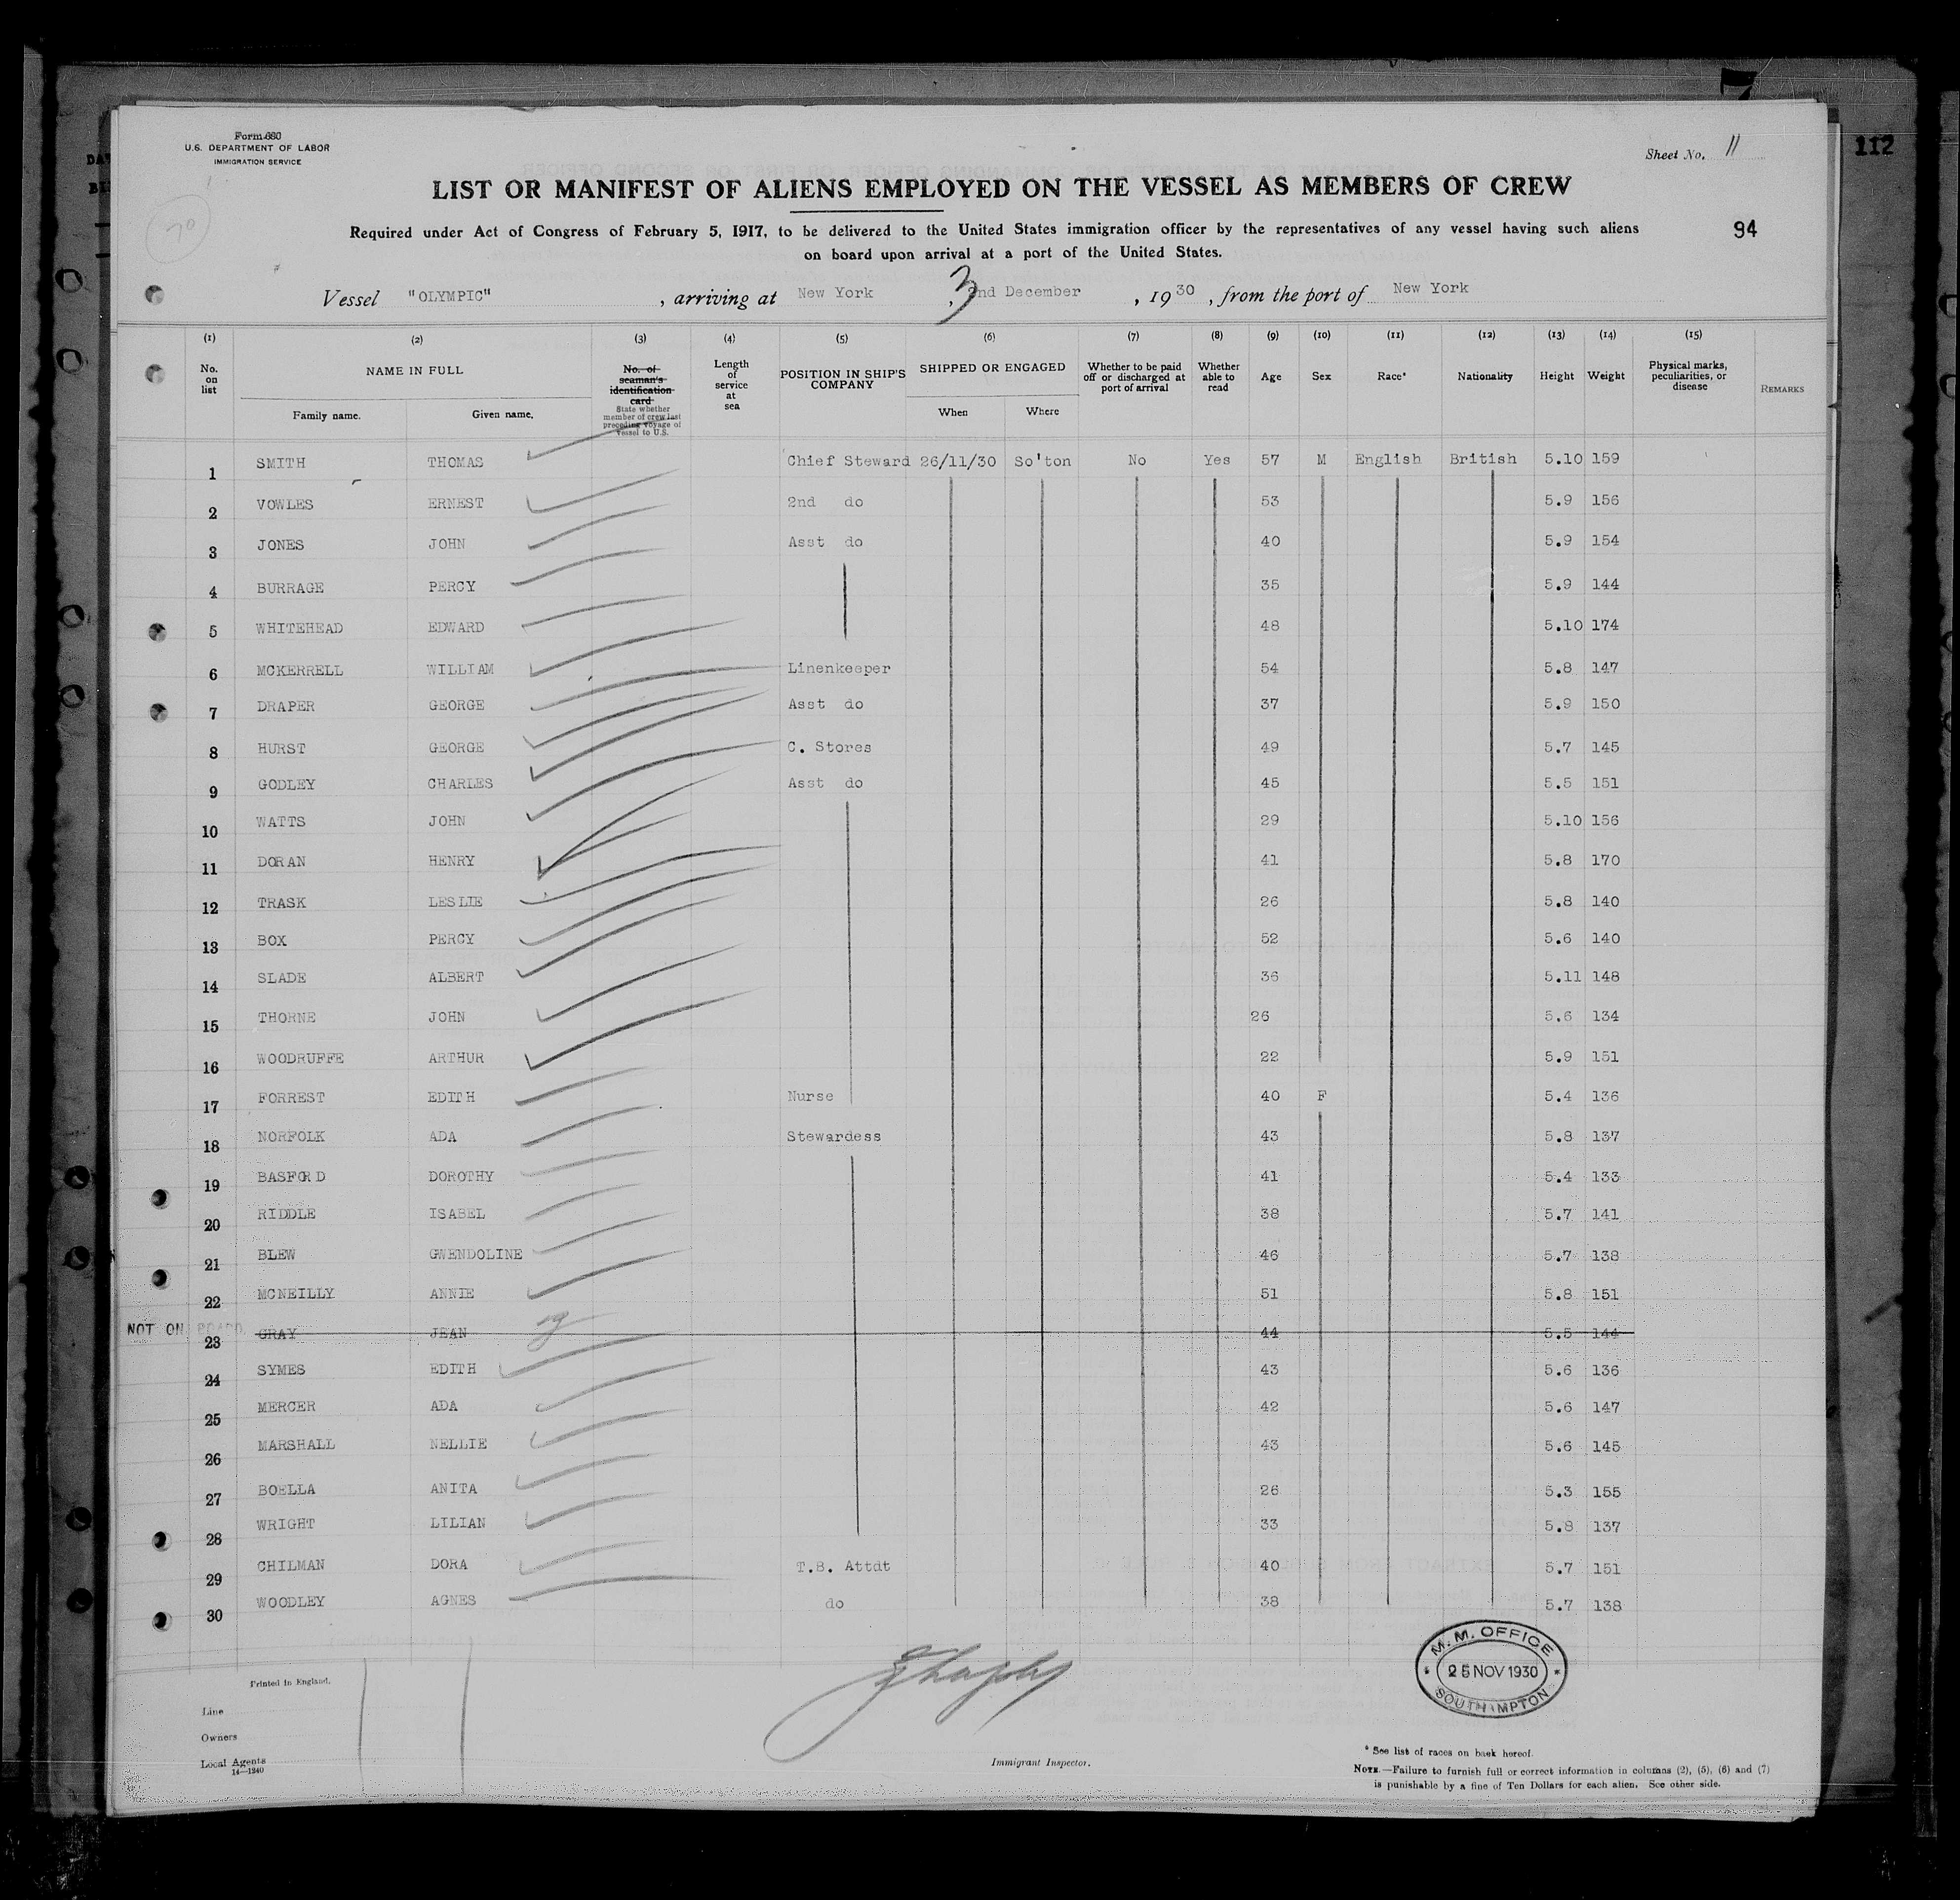 Form 680
U.S. DEPARTMENT OF LABOR
IMMIGRATION SERVICE
Sheet No. 11
112
70
LIST OR MANIFEST OF ALIENS EMPLOYED ON THE VESSEL AS MEMBERS OF CREW
Required under Act of Congress of February 5, 1917, to be delivered to the United States immigration officer by the representatives of any vessel having such aliens
on board upon arrival at a port of the United States.
94
Vessel "OLYMPIC" , arriving at New York , 3 2nd December , 1930 , from the port of New York
(1) (2) (3) (4) (5) (6) (7) (8) (9) (10) (11) (12) (13) (14) (15)
No. on list
NAME IN FULL
Family name. Given name.
No. of seaman's identification card
State whether member of crew last preceding voyage of vessel to U.S.
Length of service at sea
POSITION IN SHIP'S COMPANY
SHIPPED OR ENGAGED
When Where
Whether to be paid off or discharged at port of arrival
Whether able to read
Age
Sex
Race*
Nationality
Height
Weight
Physical marks, peculiarities, or disease
REMARKS
1 SMITH THOMAS Chief Steward 26/11/30 So'ton No Yes 57 M English British 5.10 159
2 VOWLES ERNEST 2nd do 53 5.9 156
3 JONES JOHN Asst do 40 5.9 154
4 BURRAGE PERCY 35 5.9 144
5 WHITEHEAD EDWARD 48 5.10 174
6 MCKERRELL WILLIAM Linenkeeper 54 5.8 147
7 DRAPER GEORGE Asst do 37 5.9 150
8 HURST GEORGE C. Stores 49 5.7 145
9 GODLEY CHARLES Asst do 45 5.5 151
10 WATTS JOHN 29 5.10 156
11 DORAN HENRY 41 5.8 170
12 TRASK LESLIE 26 5.8 140
13 BOX PERCY 52 5.6 140
14 SLADE ALBERT 36 5.11 148
15 THORNE JOHN 26 5.6 134
16 WOODRUFFE ARTHUR 22 5.9 151
17 FORREST EDITH Nurse 40 F 5.4 136
18 NORFOLK ADA Stewardess 43 5.8 137
19 BASFORD DOROTHY 41 5.4 133
20 RIDDLE ISABEL 38 5.7 141
21 BLEW GWENDOLINE 46 5.7 138
22 MCNEILLY ANNIE 51 5.8 151
NOT ON BOARD 23 GRAY JEAN 44 5.5 144
24 SYMES EDITH 43 5.6 136
25 MERCER ADA 42 5.6 147
26 MARSHALL NELLIE 43 5.6 145
27 BOELLA ANITA 26 5.3 155
28 WRIGHT LILIAN 33 5.8 137
29 CHILMAN DORA T.B. Attdt 40 5.7 151
30 WOODLEY AGNES do 38 5.7 138
M.M. OFFICE
25 NOV 1930
SOUTHAMPTON
Printed in England.
Line
Owners
Local Agents
14—1240
Immigrant Inspector.
* See list of races on back hereof.
NOTE.—Failure to furnish full or correct information in columns (2), (5), (6) and (7)
is punishable by a fine of Ten Dollars for each alien. See other side.